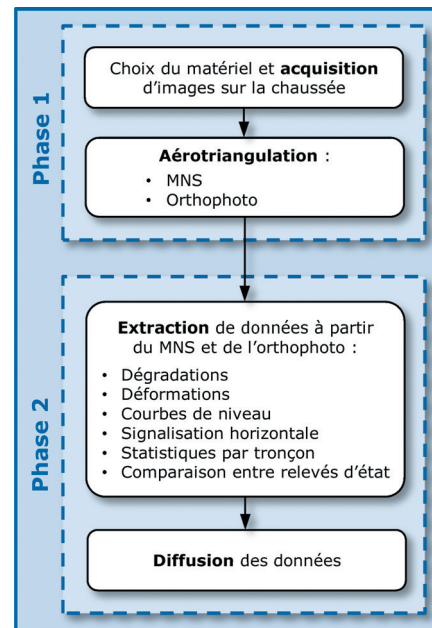 Phase 1
Choix du matériel et acquisition
d'images sur la chaussée
Aérotriangulation :
• MNS
• Orthophoto
Phase 2
Extraction de données à partir
du MNS et de l'orthophoto :
• Dégradations
• Déformations
• Courbes de niveau
• Signalisation horizontale
• Statistiques par tronçon
• Comparaison entre relevés d'état
Diffusion des données